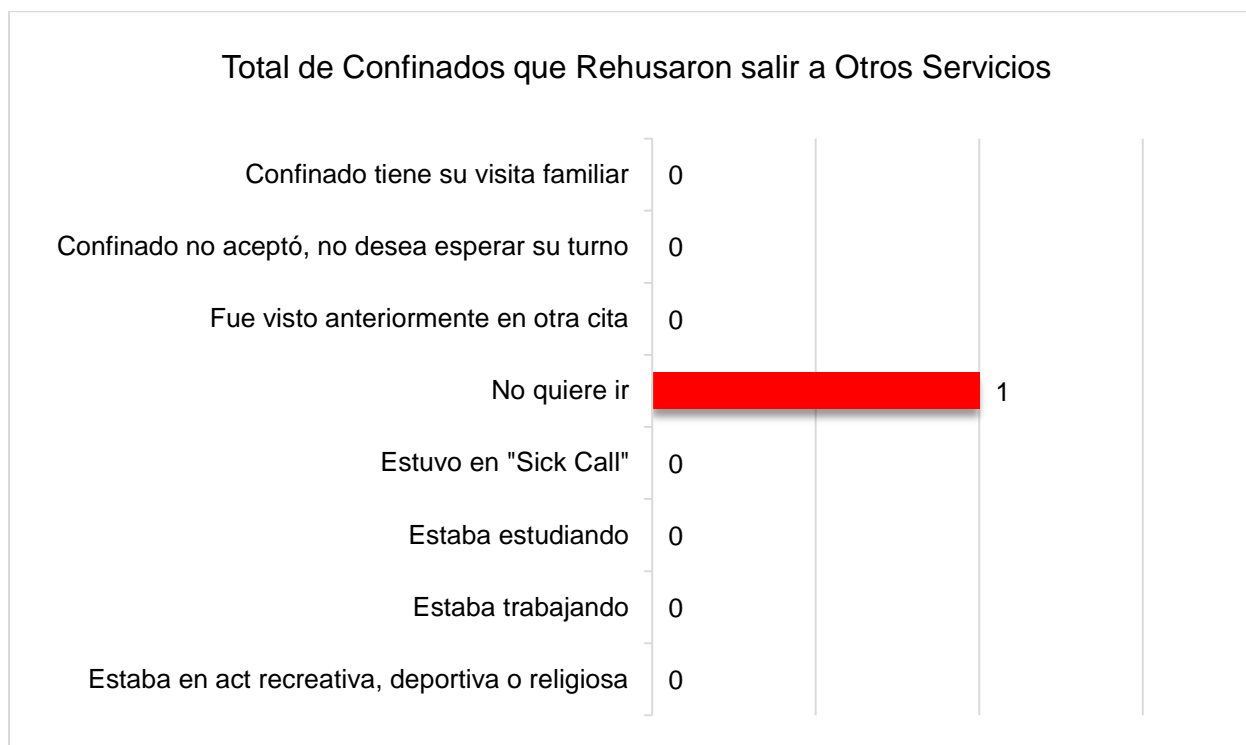 Total de Confinados que Rehusaron salir a Otros Servicios
Confinado tiene su visita familiar 0
Confinado no aceptó, no desea esperar su turno 0
Fue visto anteriormente en otra cita 0
No quiere ir 1
Estuvo en "Sick Call" 0
Estaba estudiando 0
Estaba trabajando 0
Estaba en act recreativa, deportiva o religiosa 0